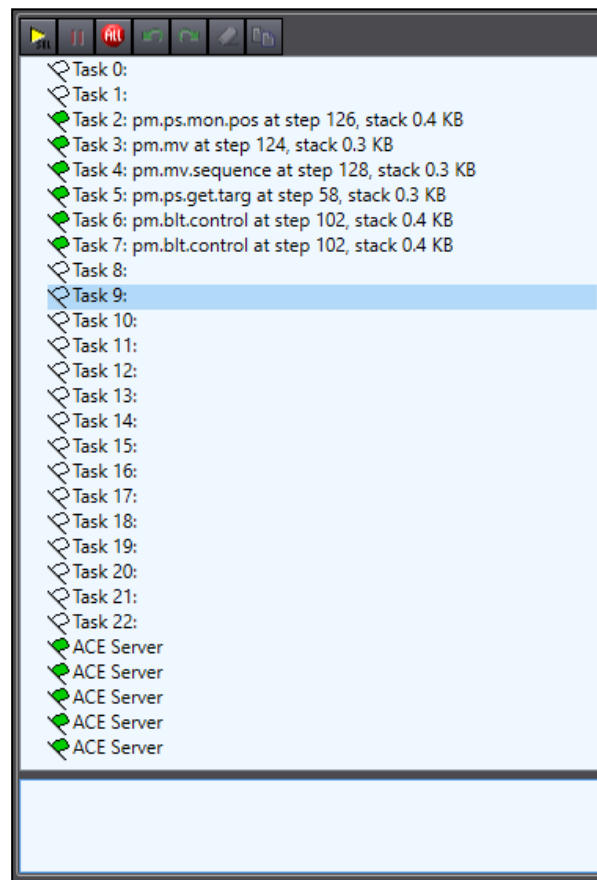 SEL ALL
Task 0:
Task 1:
Task 2: pm.ps.mon.pos at step 126, stack 0.4 KB
Task 3: pm.mv at step 124, stack 0.3 KB
Task 4: pm.mv.sequence at step 128, stack 0.3 KB
Task 5: pm.ps.get.targ at step 58, stack 0.3 KB
Task 6: pm.blt.control at step 102, stack 0.4 KB
Task 7: pm.blt.control at step 102, stack 0.4 KB
Task 8:
Task 9:
Task 10:
Task 11:
Task 12:
Task 13:
Task 14:
Task 15:
Task 16:
Task 17:
Task 18:
Task 19:
Task 20:
Task 21:
Task 22:
ACE Server
ACE Server
ACE Server
ACE Server
ACE Server